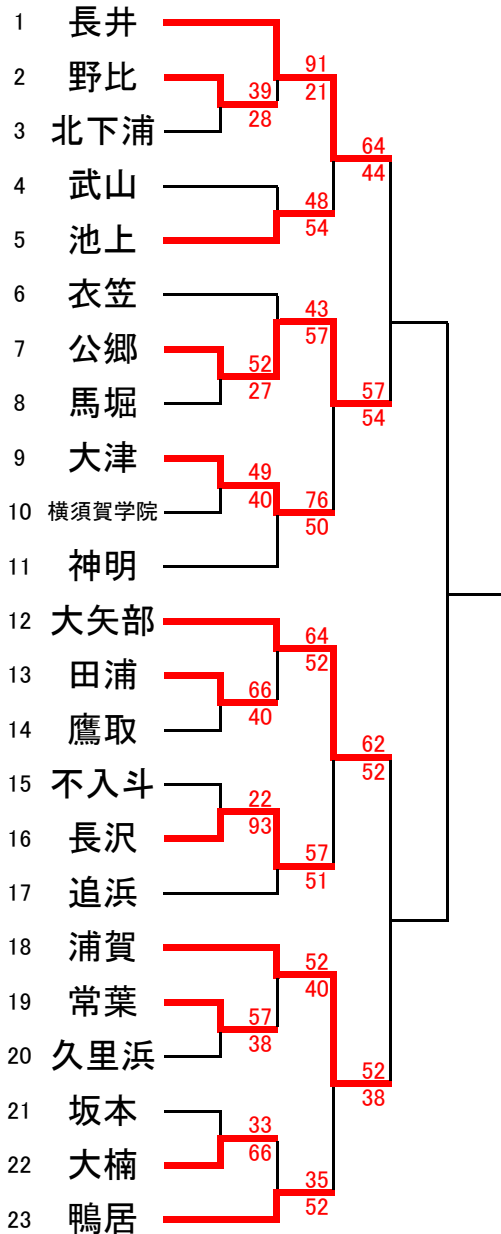 1 長井
91
2 野比
39
21
28
3 北下浦
64
44
4 武山
48
54
5 池上
6 衣笠
43
57
7 公郷
52
27
8 馬堀
57
54
9 大津
49
40
76
10 横須賀学院
50
11 神明
12 大矢部
64
52
13 田浦
66
40
14 鷹取
62
52
15 不入斗
22
93
16 長沢
57
51
17 追浜
18 浦賀
52
40
19 常葉
57
38
20 久里浜
52
38
21 坂本
33
66
22 大楠
35
52
23 鴨居